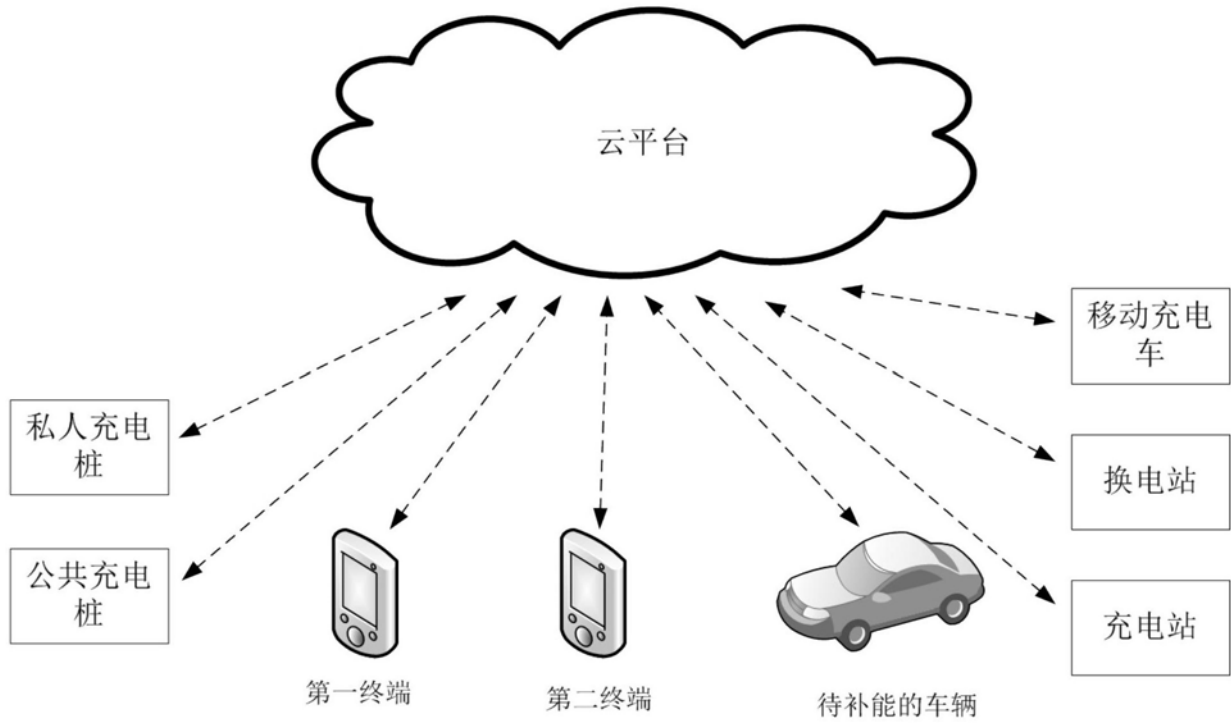 云平台
移动充电
车
私人充电
桩
换电站
公共充电
桩
充电站
第一终端
第二终端
待补能的车辆